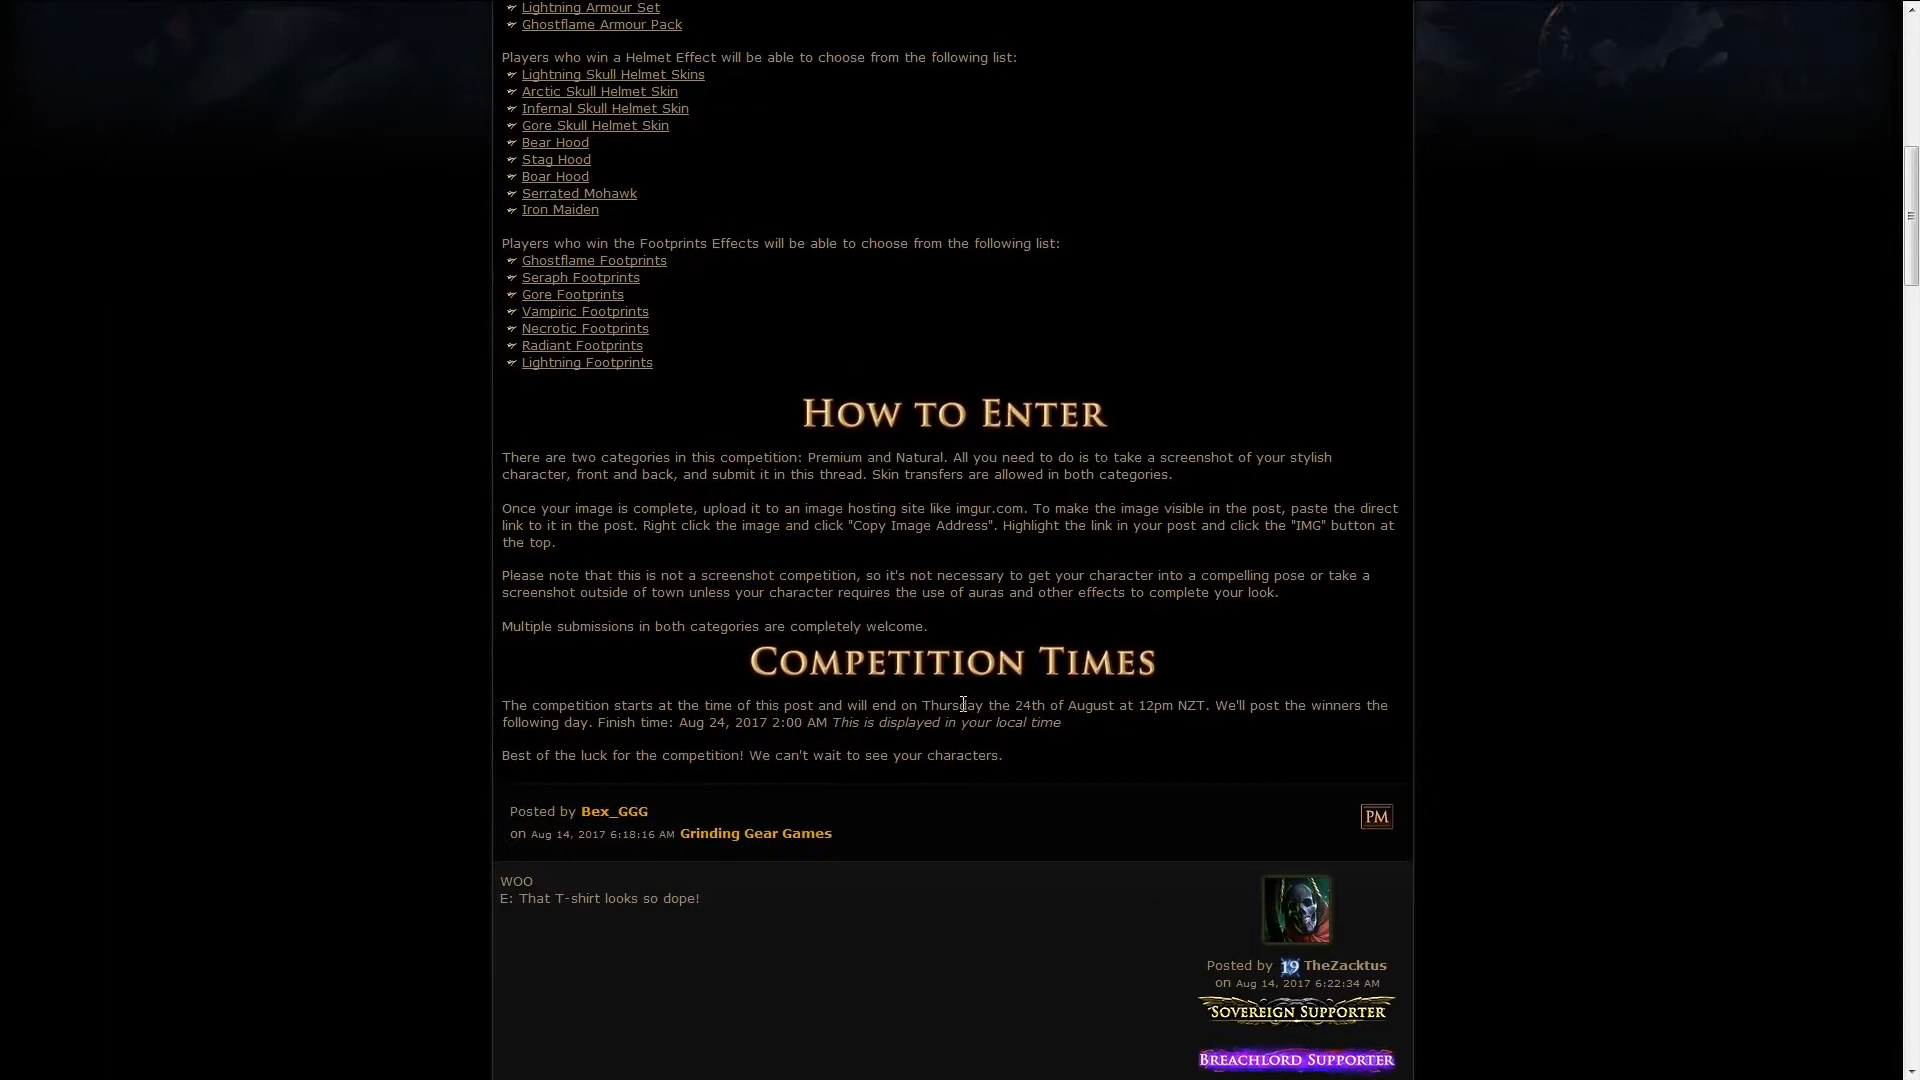 Lightning Armour Set
Ghostflame Armour Pack
Players who win a Helmet Effect will be able to choose from the following list:
Lightning Skull Helmet Skins
Arctic Skull Helmet Skin
Infernal Skull Helmet Skin
Gore Skull Helmet Skin
Bear Hood
Stag Hood
Boar Hood
Serrated Mohawk
Iron Maiden
Players who win the Footprints Effects will be able to choose from the following list:
Ghostflame Footprints
Seraph Footprints
Gore Footprints
Vampiric Footprints
Necrotic Footprints
Radiant Footprints
Lightning Footprints
How to Enter
There are two categories in this competition: Premium and Natural. All you need to do is to take a screenshot of your stylish
character, front and back, and submit it in this thread. Skin transfers are allowed in both categories.
Once your image is complete, upload it to an image hosting site like imgur.com. To make the image visible in the post, paste the direct
link to it in the post. Right click the image and click "Copy Image Address". Highlight the link in your post and click the "IMG" button at
the top.
Please note that this is not a screenshot competition, so it's not necessary to get your character into a compelling pose or take a
screenshot outside of town unless your character requires the use of auras and other effects to complete your look.
Multiple submissions in both categories are completely welcome.
Competition Times
The competition starts at the time of this post and will end on Thursday the 24th of August at 12pm NZT. We'll post the winners the
following day. Finish time: Aug 24, 2017 2:00 AM This is displayed in your local time
Best of the luck for the competition! We can't wait to see your characters.
Posted by Bex_GGG
on Aug 14, 2017 6:18:16 AM Grinding Gear Games
PM
WOO
E: That T-shirt looks so dope!
Posted by 19 TheZacktus
on Aug 14, 2017 6:22:34 AM
Sovereign Supporter
Breachlord Supporter